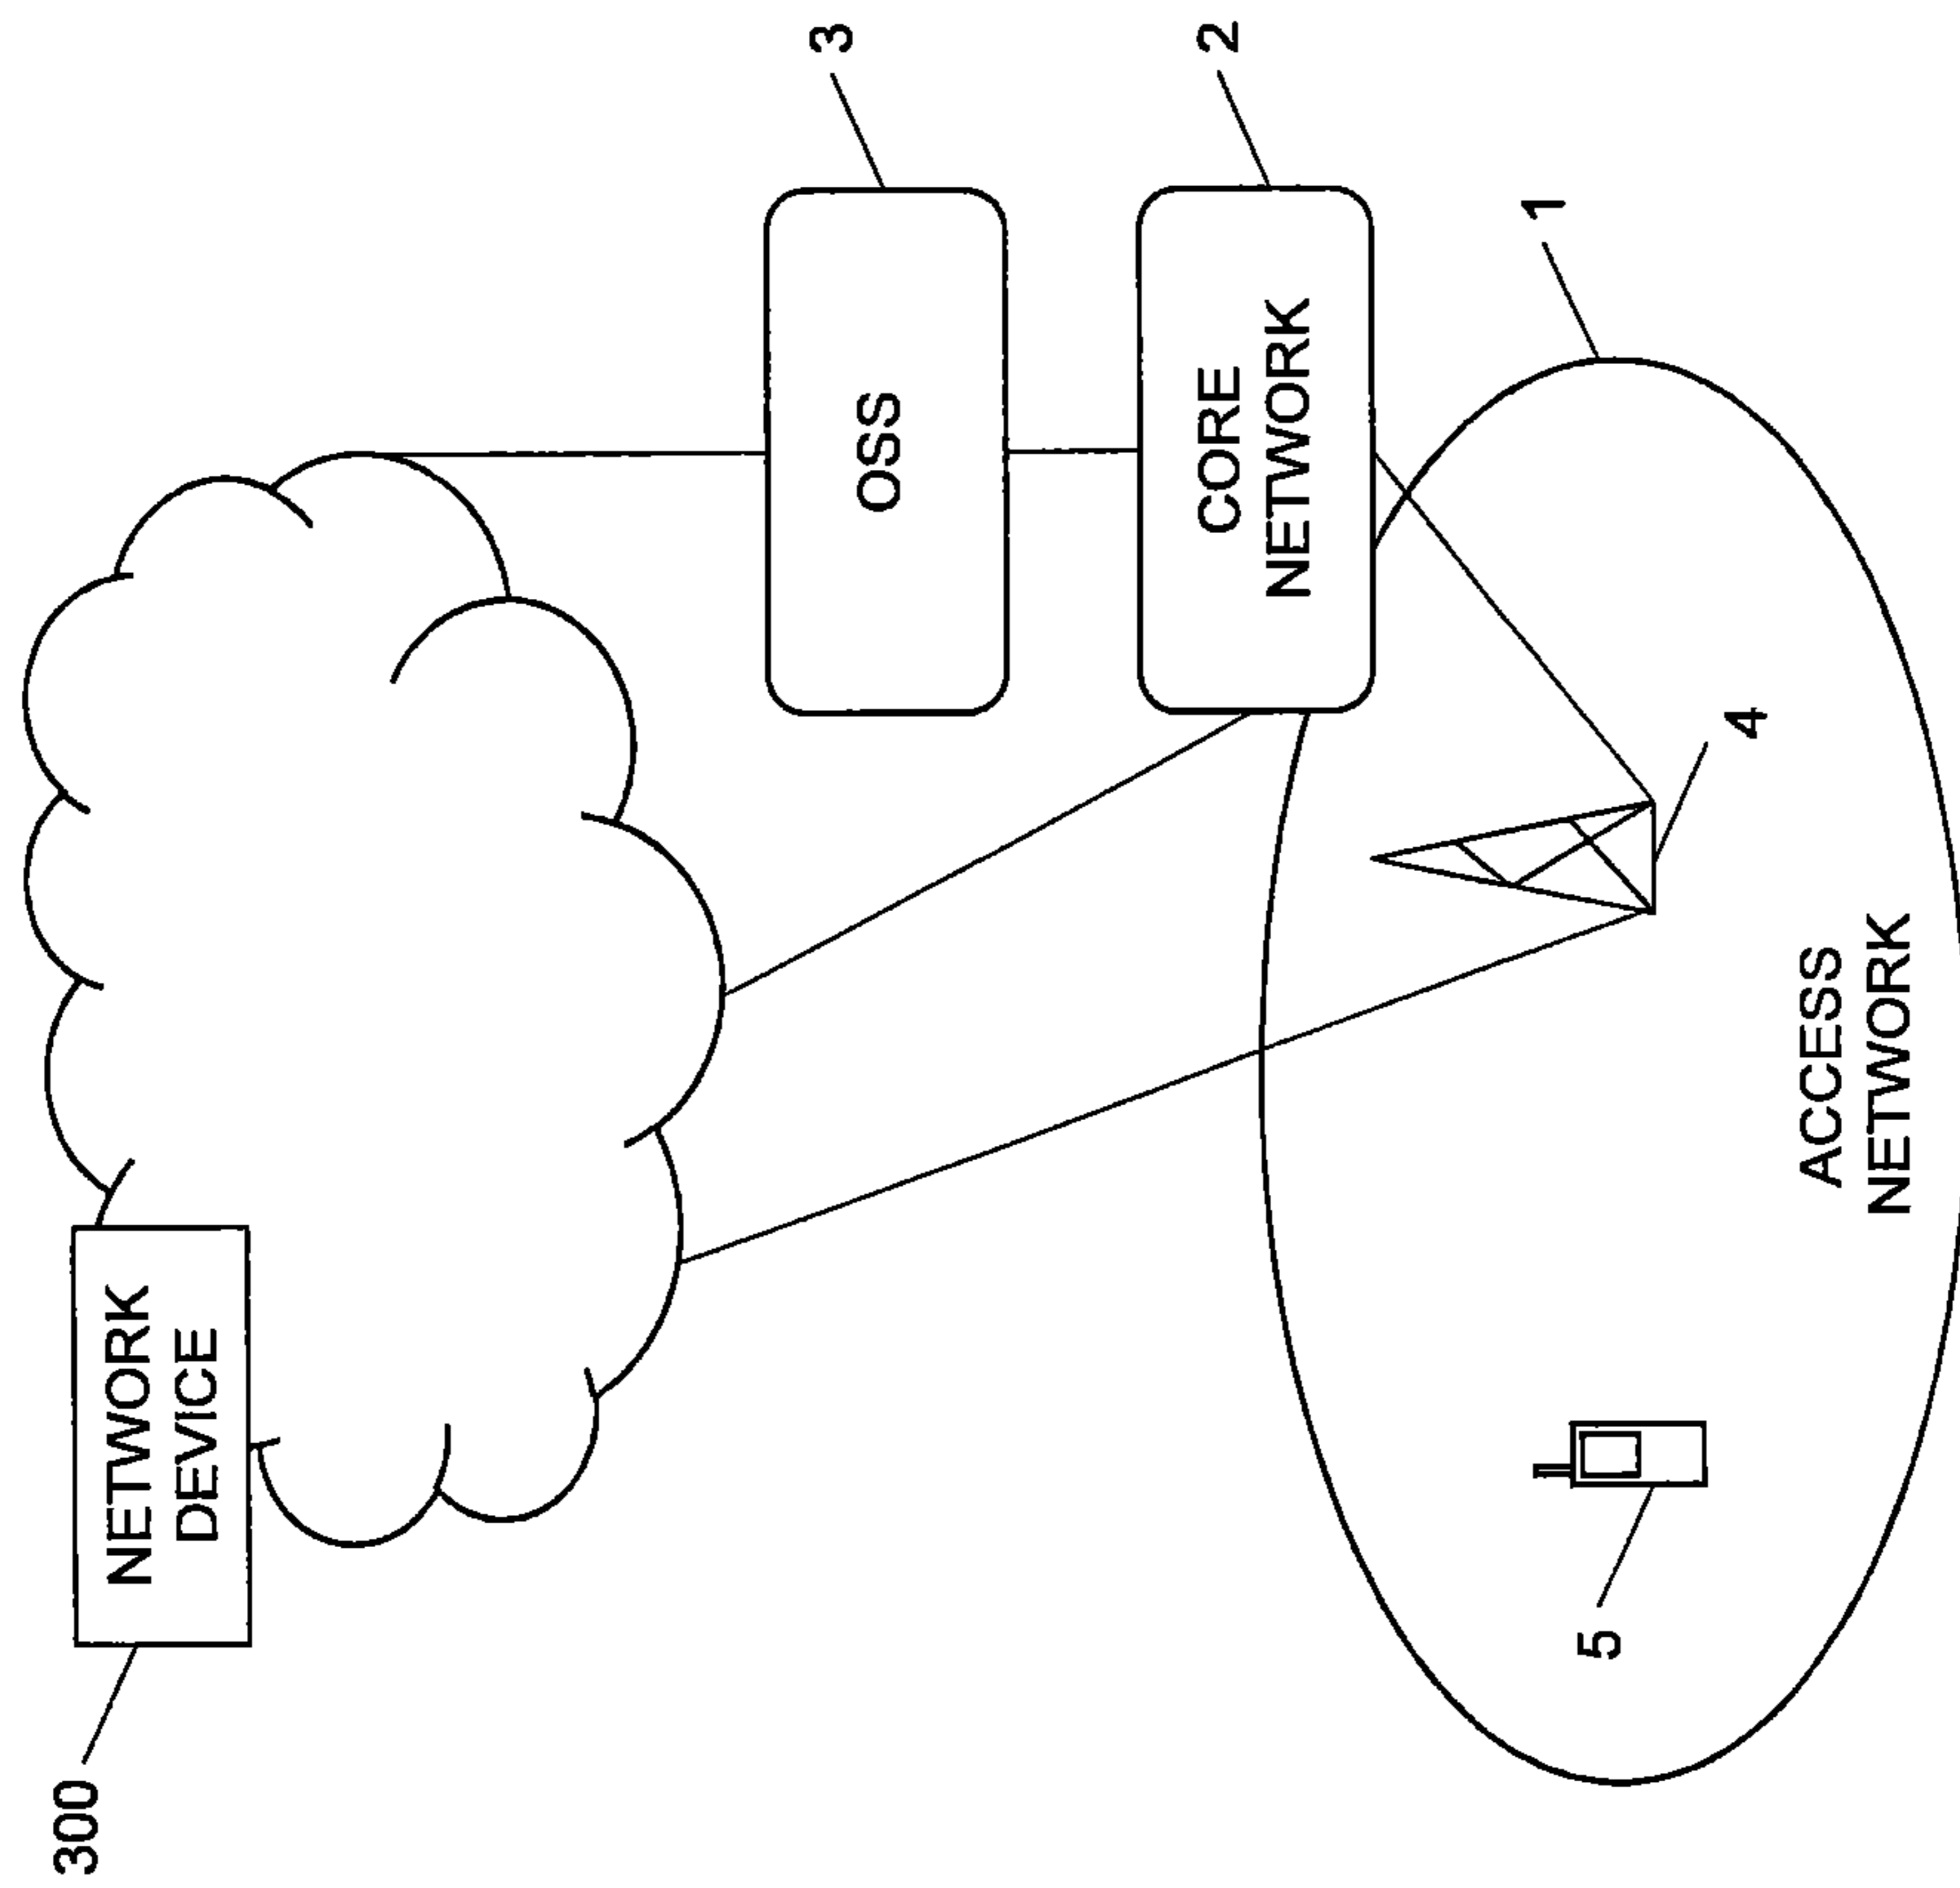 300
NETWORK
DEVICE
3
OSS
2
CORE
NETWORK
1
4
5
ACCESS
NETWORK